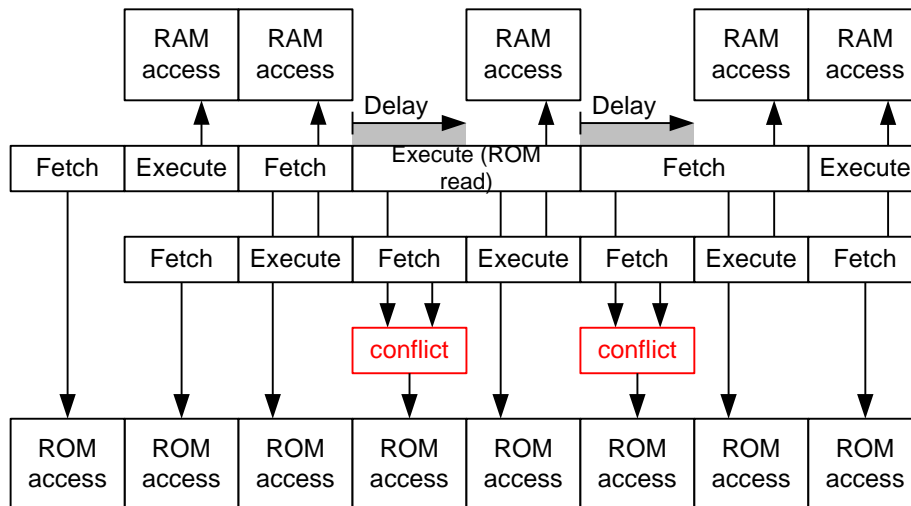 RAM
access
RAM
access
RAM
access
RAM
access
RAM
access
Delay
Delay
Fetch
Execute
Fetch
Execute (ROM
read)
Fetch
Execute
Fetch
Execute
Fetch
Execute
Fetch
Execute
Fetch
conflict
conflict
ROM
access
ROM
access
ROM
access
ROM
access
ROM
access
ROM
access
ROM
access
ROM
access